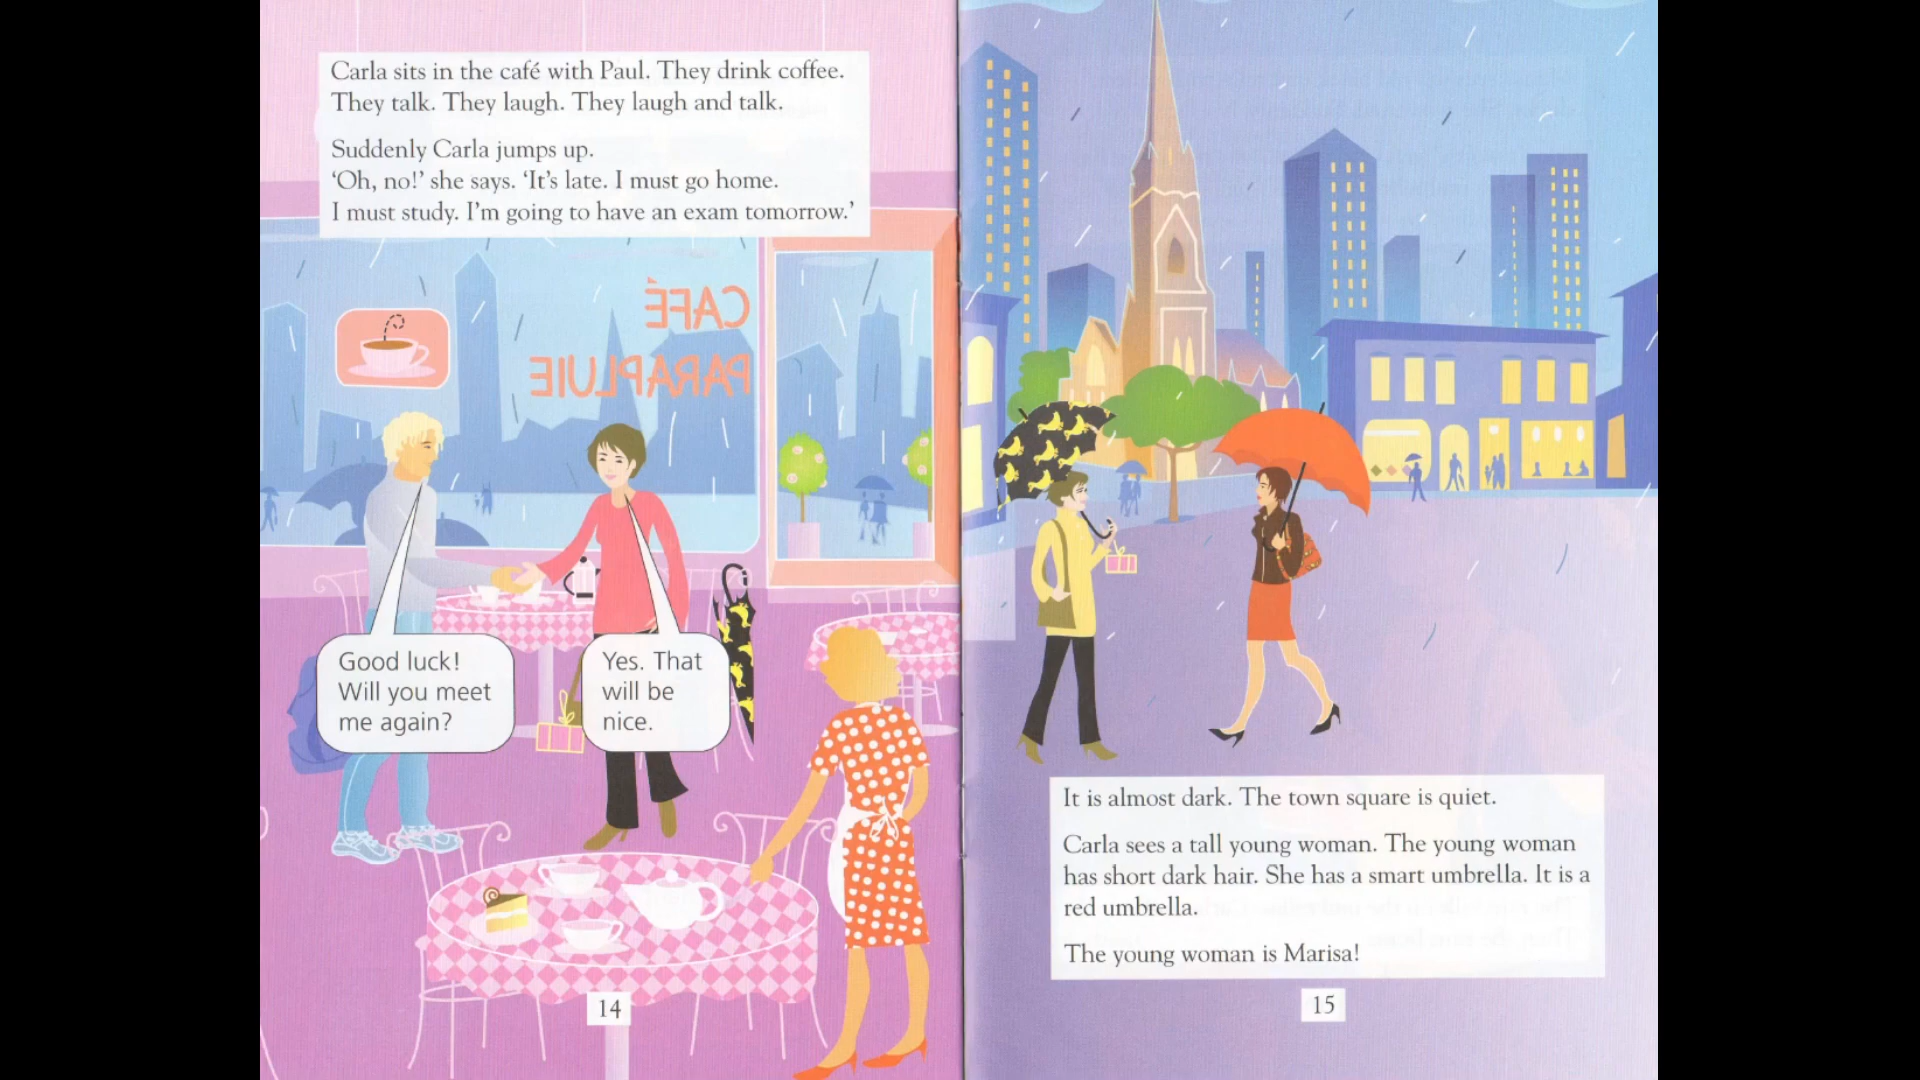 Carla sits in the café with Paul. They drink coffee.
They talk. They laugh. They laugh and talk.
Suddenly Carla jumps up.
‘Oh, no!’ she says. ‘It’s late. I must go home.
I must study. I’m going to have an exam tomorrow.’
CAFÉ
PARAPLUIE
Good luck!
Will you meet
me again?
Yes. That
will be
nice.
14
It is almost dark. The town square is quiet.
Carla sees a tall young woman. The young woman
has short dark hair. She has a smart umbrella. It is a
red umbrella.
The young woman is Marisa!
15